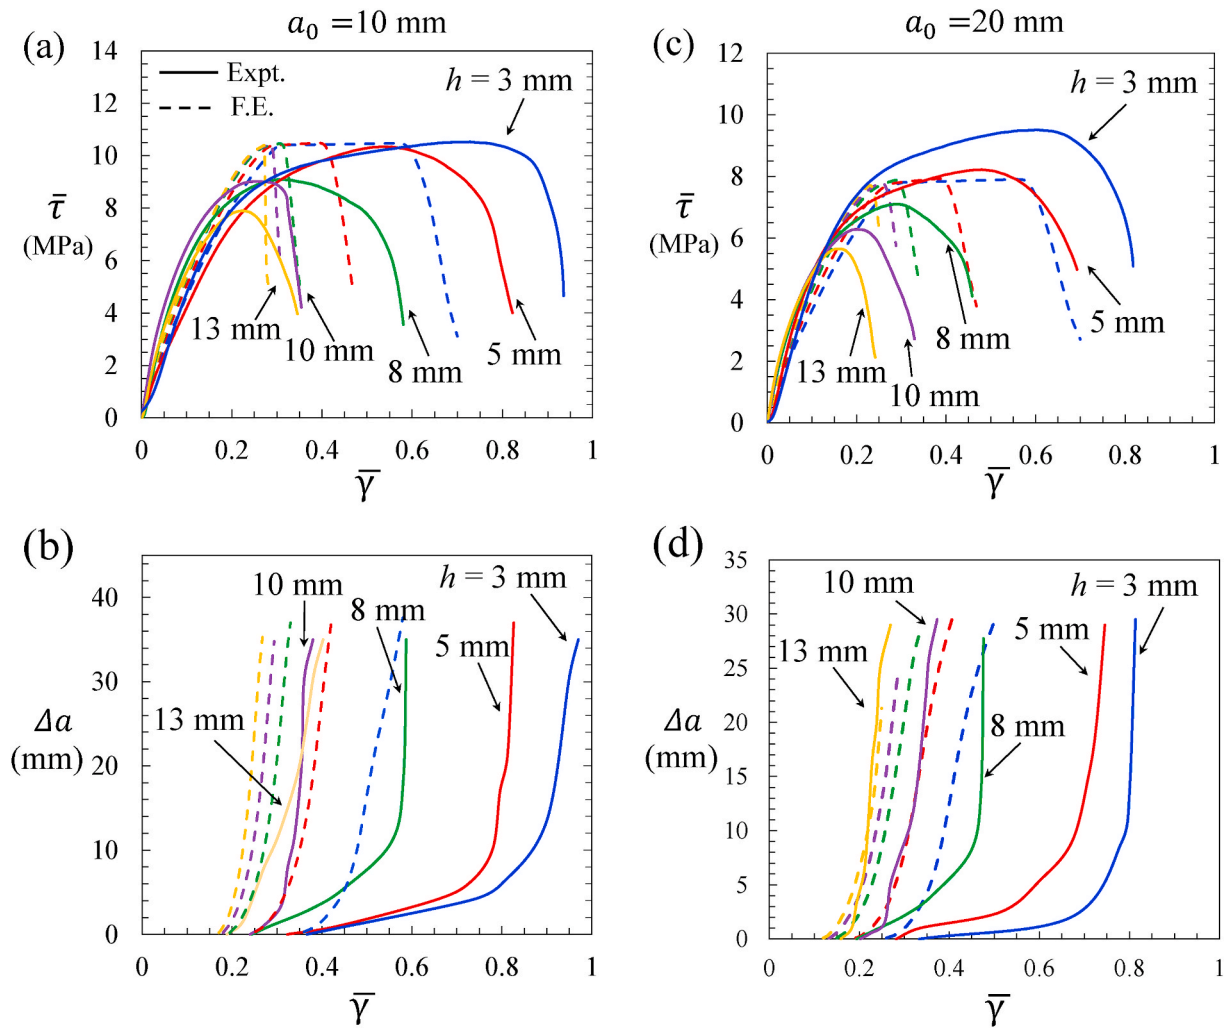 a₀ = 10 mm
(a)
14
12
10
8
6
4
2
0
τ̄
(MPa)
Expt.
F.E.
h = 3 mm
13 mm
10 mm
8 mm
5 mm
0
0.2
0.4
0.6
0.8
1
γ̄
a₀ = 20 mm
(c)
12
10
8
6
4
2
0
τ̄
(MPa)
h = 3 mm
13 mm
10 mm
8 mm
5 mm
0
0.2
0.4
0.6
0.8
1
γ̄
(b)
40
30
20
10
0
Δa
(mm)
10 mm
8 mm
h = 3 mm
5 mm
13 mm
0
0.2
0.4
0.6
0.8
1
γ̄
(d)
35
30
25
20
15
10
5
0
Δa
(mm)
10 mm
h = 3 mm
5 mm
13 mm
8 mm
0
0.2
0.4
0.6
0.8
1
γ̄